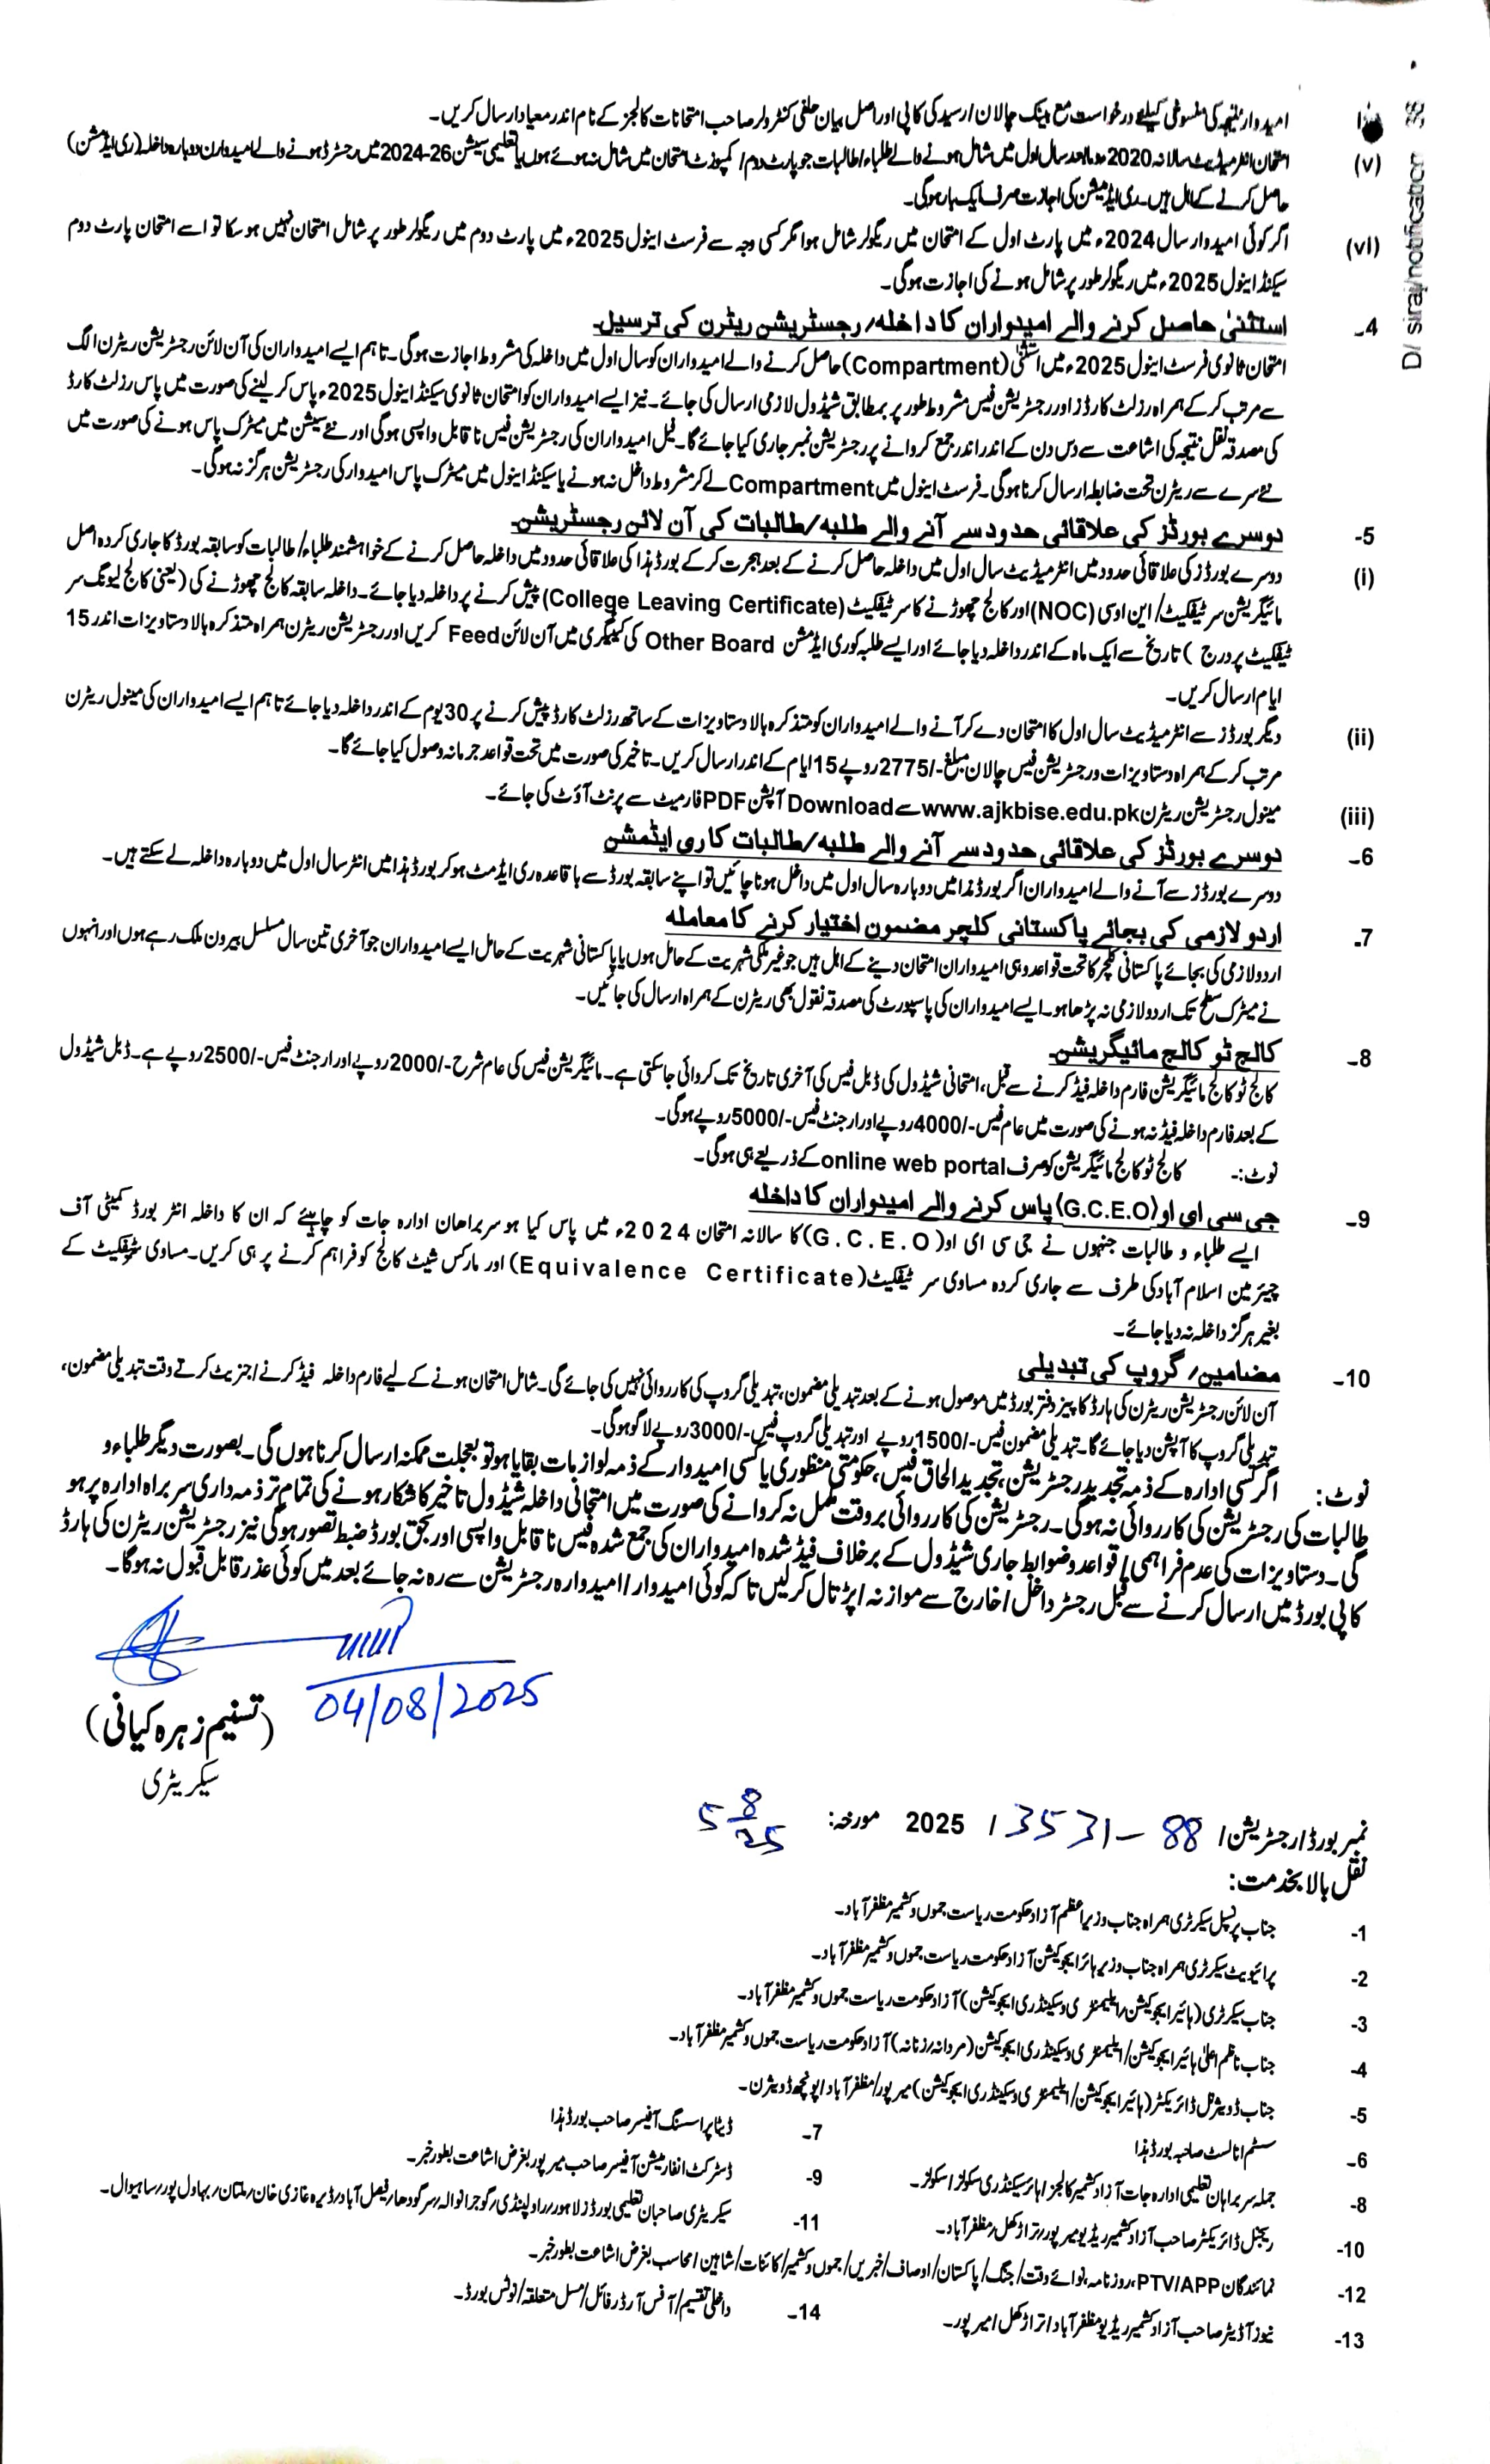 امیدوار نتیجہ کی منسوخی کیلئے درخواست مع بینک چالان/رسید کی کاپی اور اصل بیان حلفی کنٹرولر صاحب امتحانات کالجز کے نام اندر معیاد ارسال کریں۔
(v) امتحان انٹرمیڈیٹ سالانہ 2020ء و مابعد سال اول میں شامل ہونے والے طلباء/طالبات جو پارٹ دوم/کمپوزٹ امتحان میں شامل نہ ہوئے ہوں یا تعلیمی سیشن 26-2024 میں رجسٹرڈ ہونے والے امیدواران دوبارہ داخلہ (ری ایڈمشن)
حاصل کرنے کے اہل ہیں۔ ری ایڈمیشن کی اجازت صرف ایک بار ہوگی۔
(vi) اگر کوئی امیدوار سال 2024ء میں پارٹ اول کے امتحان میں ریگولر شامل ہوا مگر کسی وجہ سے فرسٹ اینول 2025ء میں پارٹ دوم میں ریگولر طور پر شامل امتحان نہیں ہو سکا تو اسے امتحان پارٹ دوم
سیکنڈ اینول 2025ء میں ریگولر طور پر شامل ہونے کی اجازت ہوگی۔
4۔ استثنیٰ حاصل کرنے والے امیدواران کا داخلہ/رجسٹریشن ریٹرن کی ترسیل۔
امتحان ثانوی فرسٹ اینول 2025ء میں استثنیٰ (Compartment) حاصل کرنے والے امیدواران کو سال اول میں داخلہ کی مشروط اجازت ہوگی۔ تاہم ایسے امیدواران کی آن لائن رجسٹریشن ریٹرن الگ
سے مرتب کر کے ہمراہ رزلٹ کارڈز اور رجسٹریشن فیس مشروط طور پر بمطابق شیڈول لازمی ارسال کی جائے۔ نیز ایسے امیدواران کو امتحان ثانوی سیکنڈ اینول 2025ء پاس کر لینے کی صورت میں پاس رزلٹ کارڈ
کی مصدقہ نقل نتیجہ کی اشاعت سے دس دن کے اندر اندر جمع کروانے پر رجسٹریشن نمبر جاری کیا جائے گا۔ فیل امیدواران کی رجسٹریشن فیس ناقابل واپسی ہوگی اور نئے سیشن میں میٹرک پاس ہونے کی صورت میں
نئے سرے سے ریٹرن تحت ضابطہ ارسال کرنا ہوگی۔ فرسٹ اینول میں Compartment لے کر مشروط داخل نہ ہونے یا سیکنڈ اینول میں میٹرک پاس امیدوار کی رجسٹریشن ہرگز نہ ہوگی۔
5- دوسرے بورڈز کی علاقائی حدود سے آنے والے طلبہ/طالبات کی آن لائن رجسٹریشن۔
(i) دوسرے بورڈز کی علاقائی حدود میں انٹرمیڈیٹ سال اول میں داخلہ حاصل کرنے کے بعد ہجرت کر کے بورڈ ہذا کی علاقائی حدود میں داخلہ حاصل کرنے کے خواہشمند طلباء/طالبات کو سابقہ بورڈ کا جاری کردہ اصل
مائیگریشن سرٹیفکیٹ/این او سی (NOC) اور کالج چھوڑنے کا سرٹیفکیٹ (College Leaving Certificate) پیش کرنے پر داخلہ دیا جائے۔ داخلہ سابقہ کالج چھوڑنے کی (یعنی کالج لیونگ سر
ٹیفکیٹ پر درج) تاریخ سے ایک ماہ کے اندر داخلہ دیا جائے اور ایسے طلبہ کو ری ایڈمشن Other Board کی کیٹیگری میں آن لائن Feed کریں اور رجسٹریشن ریٹرن ہمراہ متذکرہ بالا دستاویزات اندر 15
ایام ارسال کریں۔
(ii) دیگر بورڈز سے انٹرمیڈیٹ سال اول کا امتحان دے کر آنے والے امیدواران کو متذکرہ بالا دستاویزات کے ساتھ رزلٹ کارڈ پیش کرنے پر 30 یوم کے اندر داخلہ دیا جائے تاہم ایسے امیدواران کی مینول ریٹرن
مرتب کر کے ہمراہ دستاویزات و رجسٹریشن فیس چالان مبلغ -/2775 روپے 15 ایام کے اندر ارسال کریں۔ تاخیر کی صورت میں تحت قواعد جرمانہ وصول کیا جائے گا۔
(iii) مینول رجسٹریشن ریٹرن www.ajkbise.edu.pk سے Download آپشن PDF فارمیٹ سے پرنٹ آؤٹ کی جائے۔
6۔ دوسرے بورڈز کی علاقائی حدود سے آنے والے طلبہ/طالبات کا ری ایڈمشن
دوسرے بورڈز سے آنے والے امیدواران اگر بورڈ ہذا میں دوبارہ سال اول میں داخل ہونا چائیں تو اپنے سابقہ بورڈ سے باقاعدہ ری ایڈمٹ ہو کر بورڈ ہذا میں انٹر سال اول میں دوبارہ داخلہ لے سکتے ہیں۔
7۔ اردو لازمی کی بجائے پاکستانی کلچر مضمون اختیار کرنے کا معاملہ
اردو لازمی کی بجائے پاکستانی کلچر کا تحت قواعد وہی امیدواران امتحان دینے کے اہل ہیں جو غیر ملکی شہریت کے حامل ہوں یا پاکستانی شہریت کے حامل ایسے امیدواران جو آخری تین سال مسلسل بیرون ملک رہے ہوں اور انہوں
نے میٹرک سطح تک اردو لازمی نہ پڑھا ہو۔ ایسے امیدواران کی پاسپورٹ کی مصدقہ نقول بھی ریٹرن کے ہمراہ ارسال کی جائیں۔
8۔ کالج ٹو کالج مائیگریشن۔
کالج ٹو کالج مائیگریشن فارم داخلہ فیڈ کرنے سے قبل، امتحانی شیڈول کی ڈبل فیس کی آخری تاریخ تک کروائی جا سکتی ہے۔ مائیگریشن فیس کی عام شرح -/2000 روپے اور ارجنٹ فیس -/2500 روپے ہے۔ ڈبل شیڈول
کے بعد فارم داخلہ فیڈ نہ ہونے کی صورت میں عام فیس -/4000 روپے اور ارجنٹ فیس -/5000 روپے ہوگی۔
نوٹ:- کالج ٹو کالج مائیگریشن کو صرف online web portal کے ذریعے ہی ہوگی۔
9۔ جی سی ای او (G.C.E.O) پاس کرنے والے امیدواران کا داخلہ
ایسے طلباء و طالبات جنہوں نے جی سی ای او (G.C.E.O) کا سالانہ امتحان 2024ء میں پاس کیا ہو سربراہان ادارہ جات کو چاہیئے کہ ان کا داخلہ انٹر بورڈ کمیٹی آف
چیئرمین اسلام آباد کی طرف سے جاری کردہ مساوی سرٹیفکیٹ (Equivalence Certificate) اور مارکس شیٹ کالج کو فراہم کرنے پر ہی کریں۔ مساوی سٹیفکیٹ کے
بغیر ہرگز داخلہ نہ دیا جائے۔
10۔ مضامین/گروپ کی تبدیلی
آن لائن رجسٹریشن ریٹرن کی ہارڈ کاپیز دفتر بورڈ میں موصول ہونے کے بعد تبدیلی مضمون، تبدیلی گروپ کی کارروائی نہیں کی جائے گی۔ شامل امتحان ہونے کے لیے فارم داخلہ فیڈ کرنے/جنریٹ کرتے وقت تبدیلی مضمون،
تبدیلی گروپ کا آپشن دیا جائے گا۔ تبدیلی مضمون فیس -/1500 روپے اور تبدیلی گروپ فیس -/3000 روپے لاگو ہوگی۔
نوٹ: اگر کسی ادارہ کے ذمہ تجدید رجسٹریشن، تجدید الحاق فیس، حکومتی منظوری یا کسی امیدوار کے ذمہ لوازمات بقایا ہو تو بعجلت ممکنہ ارسال کرنا ہوں گی۔ بصورت دیگر طلباء و
طالبات کی رجسٹریشن کی کارروائی نہ ہوگی۔ رجسٹریشن کی کارروائی بروقت مکمل نہ کروانے کی صورت میں امتحانی داخلہ شیڈول تاخیر کا شکار ہونے کی تمام تر ذمہ داری سربراہ ادارہ پر ہو
گی۔ دستاویزات کی عدم فراہمی/قواعد و ضوابط جاری شیڈول کے برخلاف فیڈ شدہ امیدواران کی جمع شدہ فیس ناقابل واپسی اور بحق بورڈ ضبط تصور ہوگی نیز رجسٹریشن ریٹرن کی ہارڈ
کاپی بورڈ میں ارسال کرنے سے قبل رجسٹر داخل/خارج سے موازنہ/پڑتال کر لیں تاکہ کوئی امیدوار/امیدوارہ رجسٹریشن سے رہ نہ جائے بعد میں کوئی عذر قابل قبول نہ ہوگا۔
04/08/2025
(تسنیم زہرہ کیانی)
سیکریٹری
نمبر بورڈ/رجسٹریشن/ 13531-88 / 2025 مورخہ: 5 8/25
نقل بالا بخدمت:
1- جناب پرنسپل سیکرٹری ہمراہ جناب وزیراعظم آزاد حکومت ریاست جموں و کشمیر مظفرآباد۔
2- پرائیویٹ سیکرٹری ہمراہ جناب وزیر ہائر ایجوکیشن آزاد حکومت ریاست جموں و کشمیر مظفرآباد۔
3- جناب سیکرٹری (ہائیر ایجوکیشن، ایلیمنٹری و سیکینڈری ایجوکیشن) آزاد حکومت ریاست جموں و کشمیر مظفرآباد۔
4- جناب ناظم اعلیٰ ہائیر ایجوکیشن/ایلیمنٹری و سیکینڈری ایجوکیشن (مردانہ/زنانہ) آزاد حکومت ریاست جموں و کشمیر مظفرآباد۔
5- جناب ڈویژنل ڈائریکٹر (ہائیر ایجوکیشن/ایلیمنٹری و سیکینڈری ایجوکیشن) میرپور/مظفرآباد/پونچھ ڈویژن۔
6- سسٹم انالسٹ صاحبہ بورڈ ہذا 7۔ ڈیٹا پراسسنگ آفیسر صاحب بورڈ ہذا
8- جملہ سربراہان تعلیمی ادارہ جات آزاد کشمیر کالجز/ہائر سیکنڈری سکولز/سکولز۔ 9- ڈسٹرکٹ انفارمیشن آفیسر صاحب میرپور بغرض اشاعت بطور خبر۔
10- ریجنل ڈائریکٹر صاحب آزاد کشمیر ریڈیو میرپور، تراڑکھل، مظفرآباد۔ 11- سیکریٹری صاحبان تعلیمی بورڈز لاہور، راولپنڈی، گوجرانوالہ، سرگودھا، فیصل آباد، ڈیرہ غازی خان، ملتان، بہاول پور، ساہیوال۔
12- نمائندگان PTV/APP، روزنامہ نوائے وقت/جنگ/پاکستان/اوصاف/خبریں/جموں و کشمیر/کائنات/شاہین/محاسب بغرض اشاعت بطور خبر۔
13- نیوز آڈیٹر صاحب آزاد کشمیر ریڈیو مظفرآباد/تراڑکھل/میرپور۔ 14۔ داخلی تقسیم/آفس آرڈر فائل/مسل متعلقہ/نوٹس بورڈ۔
D/ siraj/notification